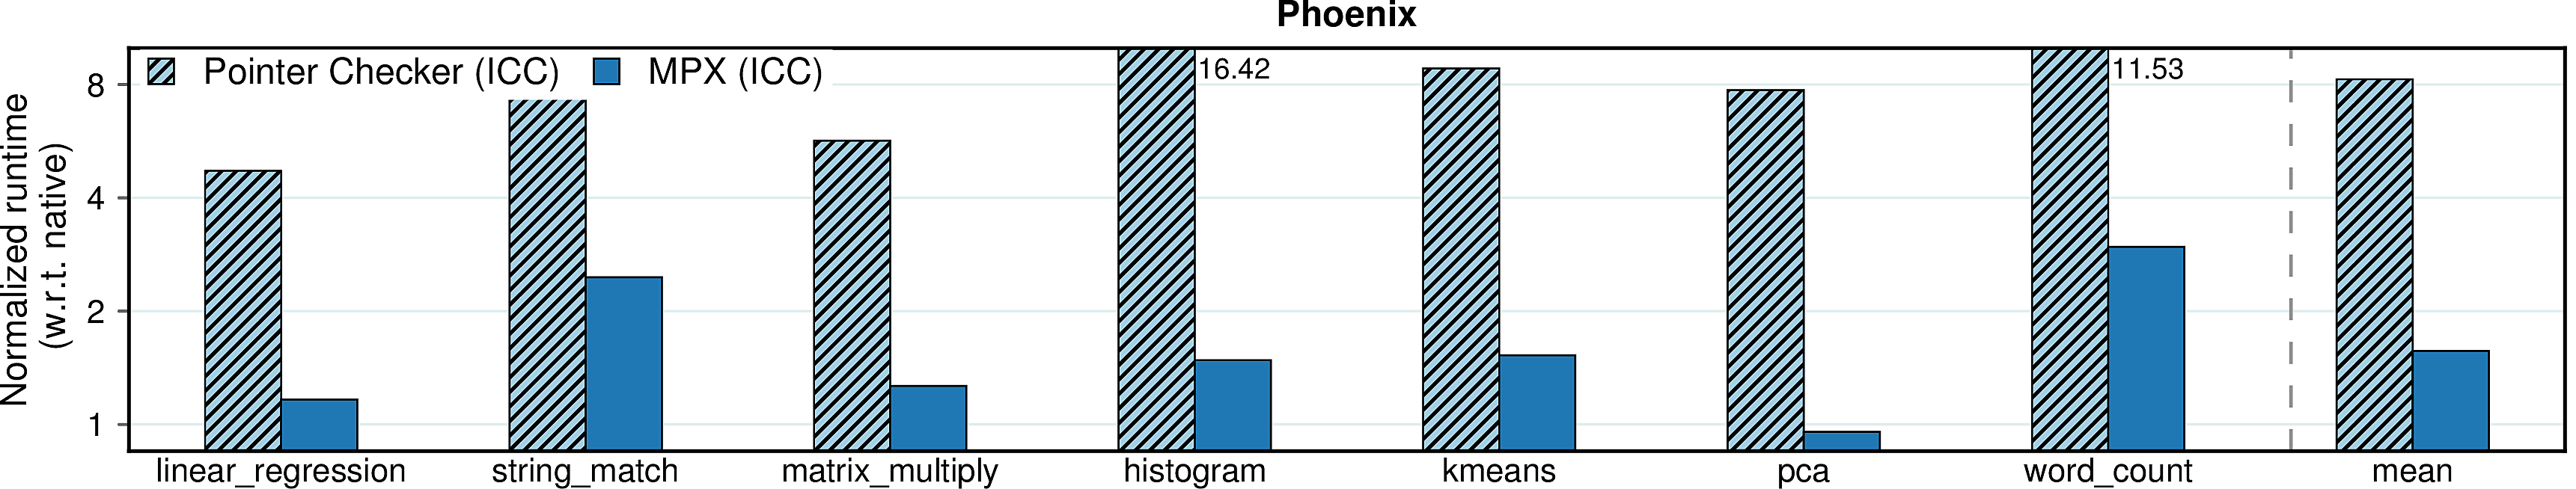 Phoenix
Pointer Checker (ICC) MPX (ICC)
16.42
11.53
Normalized runtime
(w.r.t. native)
8
4
2
1
linear_regression string_match matrix_multiply histogram kmeans pca word_count mean